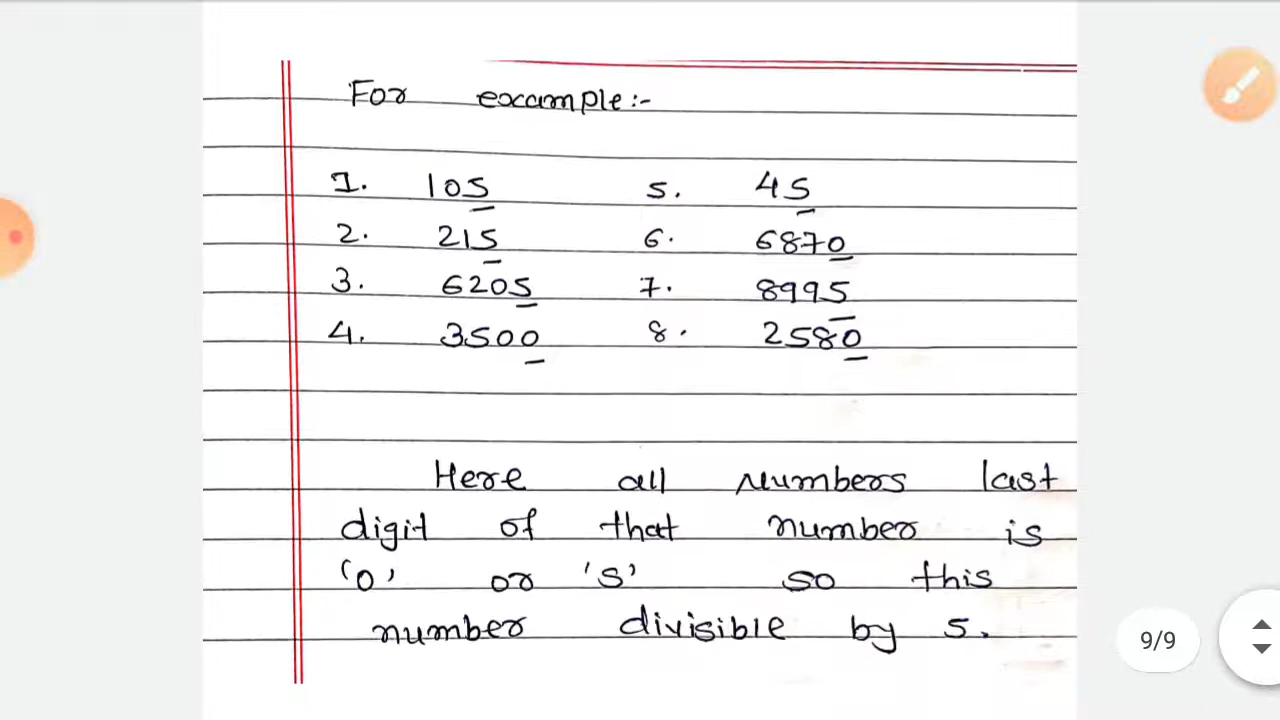 For example:-
1. 105 5. 45
2. 215 6. 6870
3. 6205 7. 8995
4. 3500 8. 2580
Here all numbers last
digit of that number is
'0' or '5' so this
number divisible by 5.
9/9